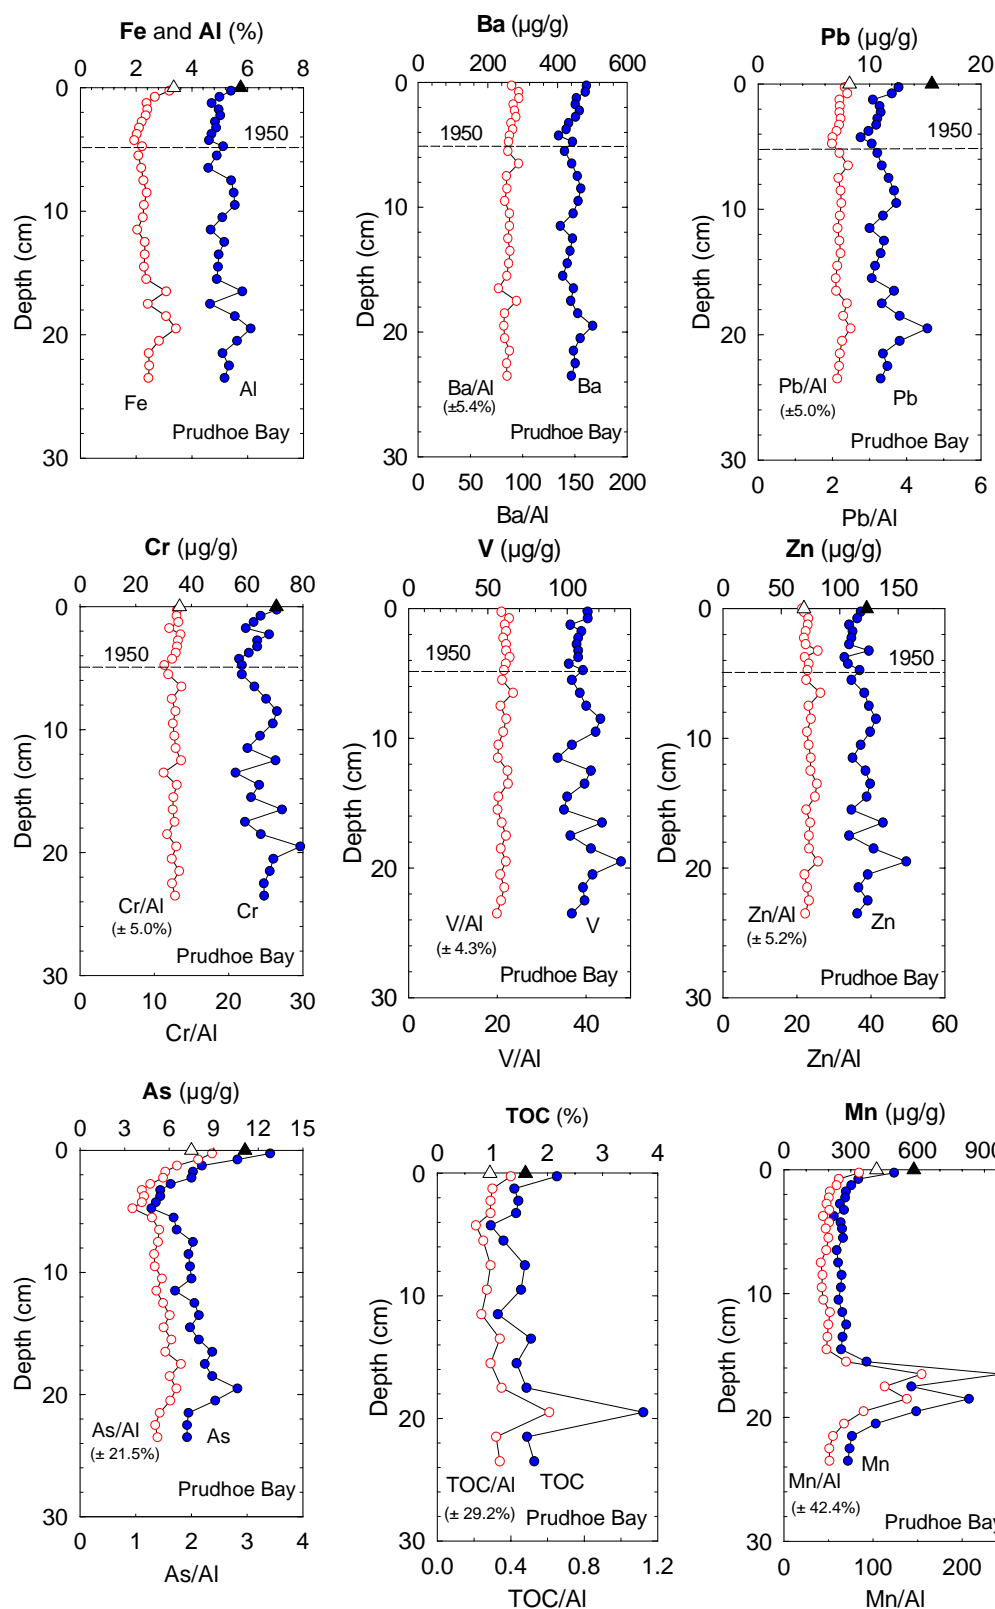 Fe and Al (%)
0 2 4 6 8
0
10
20
30
Depth (cm)
1950
Fe
Al
Prudhoe Bay
Ba (µg/g)
0 200 400 600
0
10
20
30
Depth (cm)
1950
Ba/Al
(±5.4%)
Ba
Prudhoe Bay
0 50 100 150 200
Ba/Al
Pb (µg/g)
0 10 20
0
10
20
30
Depth (cm)
1950
Pb/Al
(±5.0%)
Pb
Prudhoe Bay
0 2 4 6
Pb/Al
Cr (µg/g)
0 20 40 60 80
0
10
20
30
Depth (cm)
1950
Cr/Al
(± 5.0%)
Cr
Prudhoe Bay
0 10 20 30
Cr/Al
V (µg/g)
0 50 100
0
10
20
30
Depth (cm)
1950
V/Al
(± 4.3%)
V
Prudhoe Bay
0 20 40
V/Al
Zn (µg/g)
0 50 100 150
0
10
20
30
Depth (cm)
1950
Zn/Al
(± 5.2%)
Zn
Prudhoe Bay
0 20 40 60
Zn/Al
As (µg/g)
0 3 6 9 12 15
0
10
20
30
Depth (cm)
As/Al
(± 21.5%)
As
Prudhoe Bay
0 1 2 3 4
As/Al
TOC (%)
0 1 2 3 4
0
10
20
30
Depth (cm)
TOC/Al
(± 29.2%)
TOC
Prudhoe Bay
0.0 0.4 0.8 1.2
TOC/Al
Mn (µg/g)
0 300 600 900
0
10
20
30
Depth (cm)
Mn/Al
(± 42.4%)
Mn
Prudhoe Bay
0 100 200
Mn/Al